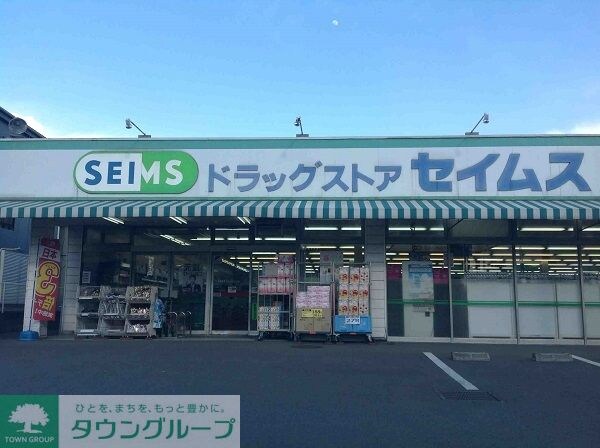 SEIMS ドラッグストア セイムス
ひとを、まちを、もっと豊かに。
TOWN GROUP タウングループ